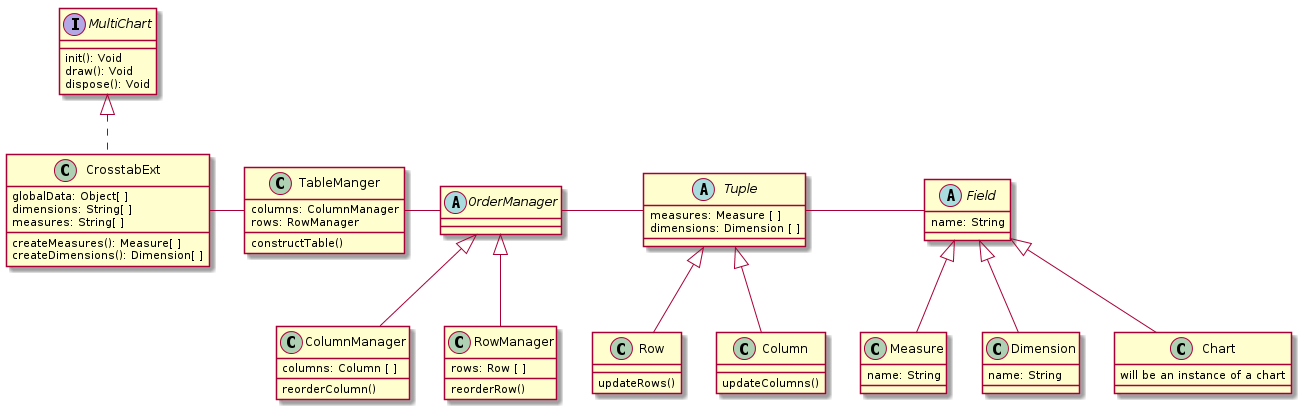 I MultiChart
init(): Void
draw(): Void
dispose(): Void
C CrosstabExt
globalData: Object[ ]
dimensions: String[ ]
measures: String[ ]
createMeasures(): Measure[ ]
createDimensions(): Dimension[ ]
C TableManger
columns: ColumnManager
rows: RowManager
constructTable()
A OrderManager
A Tuple
measures: Measure [ ]
dimensions: Dimension [ ]
A Field
name: String
C ColumnManager
columns: Column [ ]
reorderColumn()
C RowManager
rows: Row [ ]
reorderRow()
C Row
updateRows()
C Column
updateColumns()
C Measure
name: String
C Dimension
name: String
C Chart
will be an instance of a chart